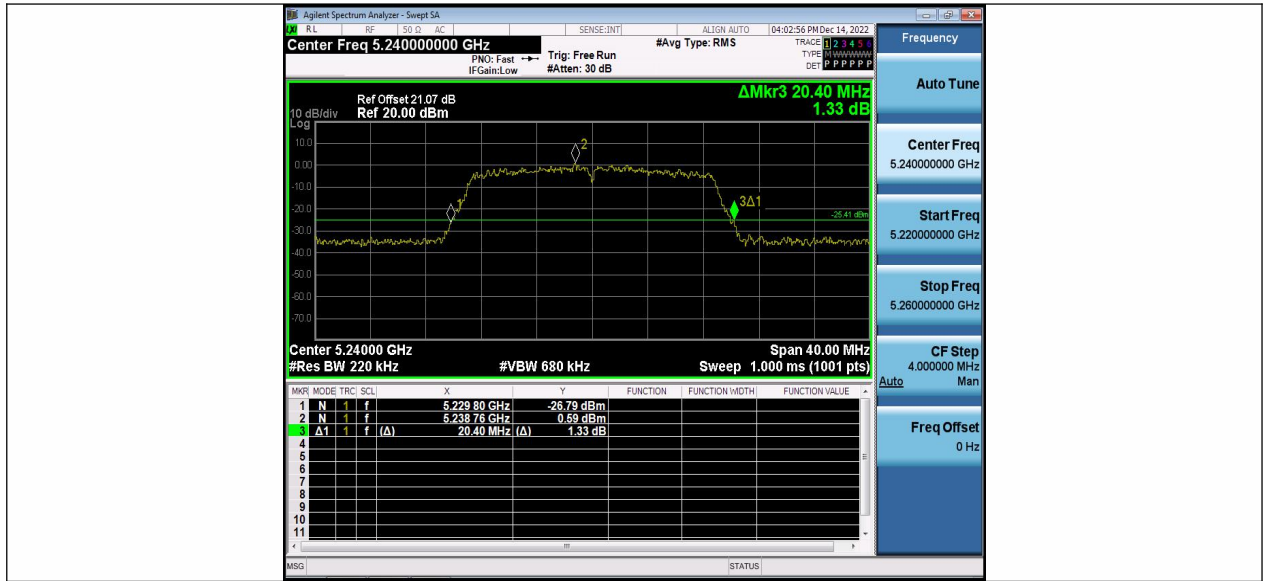 Agilent Spectrum Analyzer - Swept SA
RL RF 50 Ω AC SENSE:INT ALIGN AUTO 04:02:56 PM Dec 14, 2022
Center Freq 5.240000000 GHz #Avg Type: RMS TRACE 1 2 3 4 5 6
PNO: Fast Trig: Free Run TYPE M WWWWW
IFGain:Low #Atten: 30 dB DET P P P P P P
Frequency
Auto Tune
Center Freq
5.240000000 GHz
Start Freq
5.220000000 GHz
Stop Freq
5.260000000 GHz
CF Step
4.000000 MHz
Auto Man
Freq Offset
0 Hz
ΔMkr3 20.40 MHz
1.33 dB
Ref Offset 21.07 dB
10 dB/div Ref 20.00 dBm
Log
10.0
0.00
-10.0
-20.0
-30.0
-40.0
-50.0
-60.0
-70.0
1
2
3Δ1
-25.41 dBm
Center 5.24000 GHz Span 40.00 MHz
#Res BW 220 kHz #VBW 680 kHz Sweep 1.000 ms (1001 pts)
MKR MODE TRC SCL X Y FUNCTION FUNCTION WIDTH FUNCTION VALUE
1 N 1 f 5.229 80 GHz -26.79 dBm
2 N 1 f 5.238 76 GHz 0.59 dBm
3 Δ1 1 f (Δ) 20.40 MHz (Δ) 1.33 dB
4
5
6
7
8
9
10
11
MSG STATUS